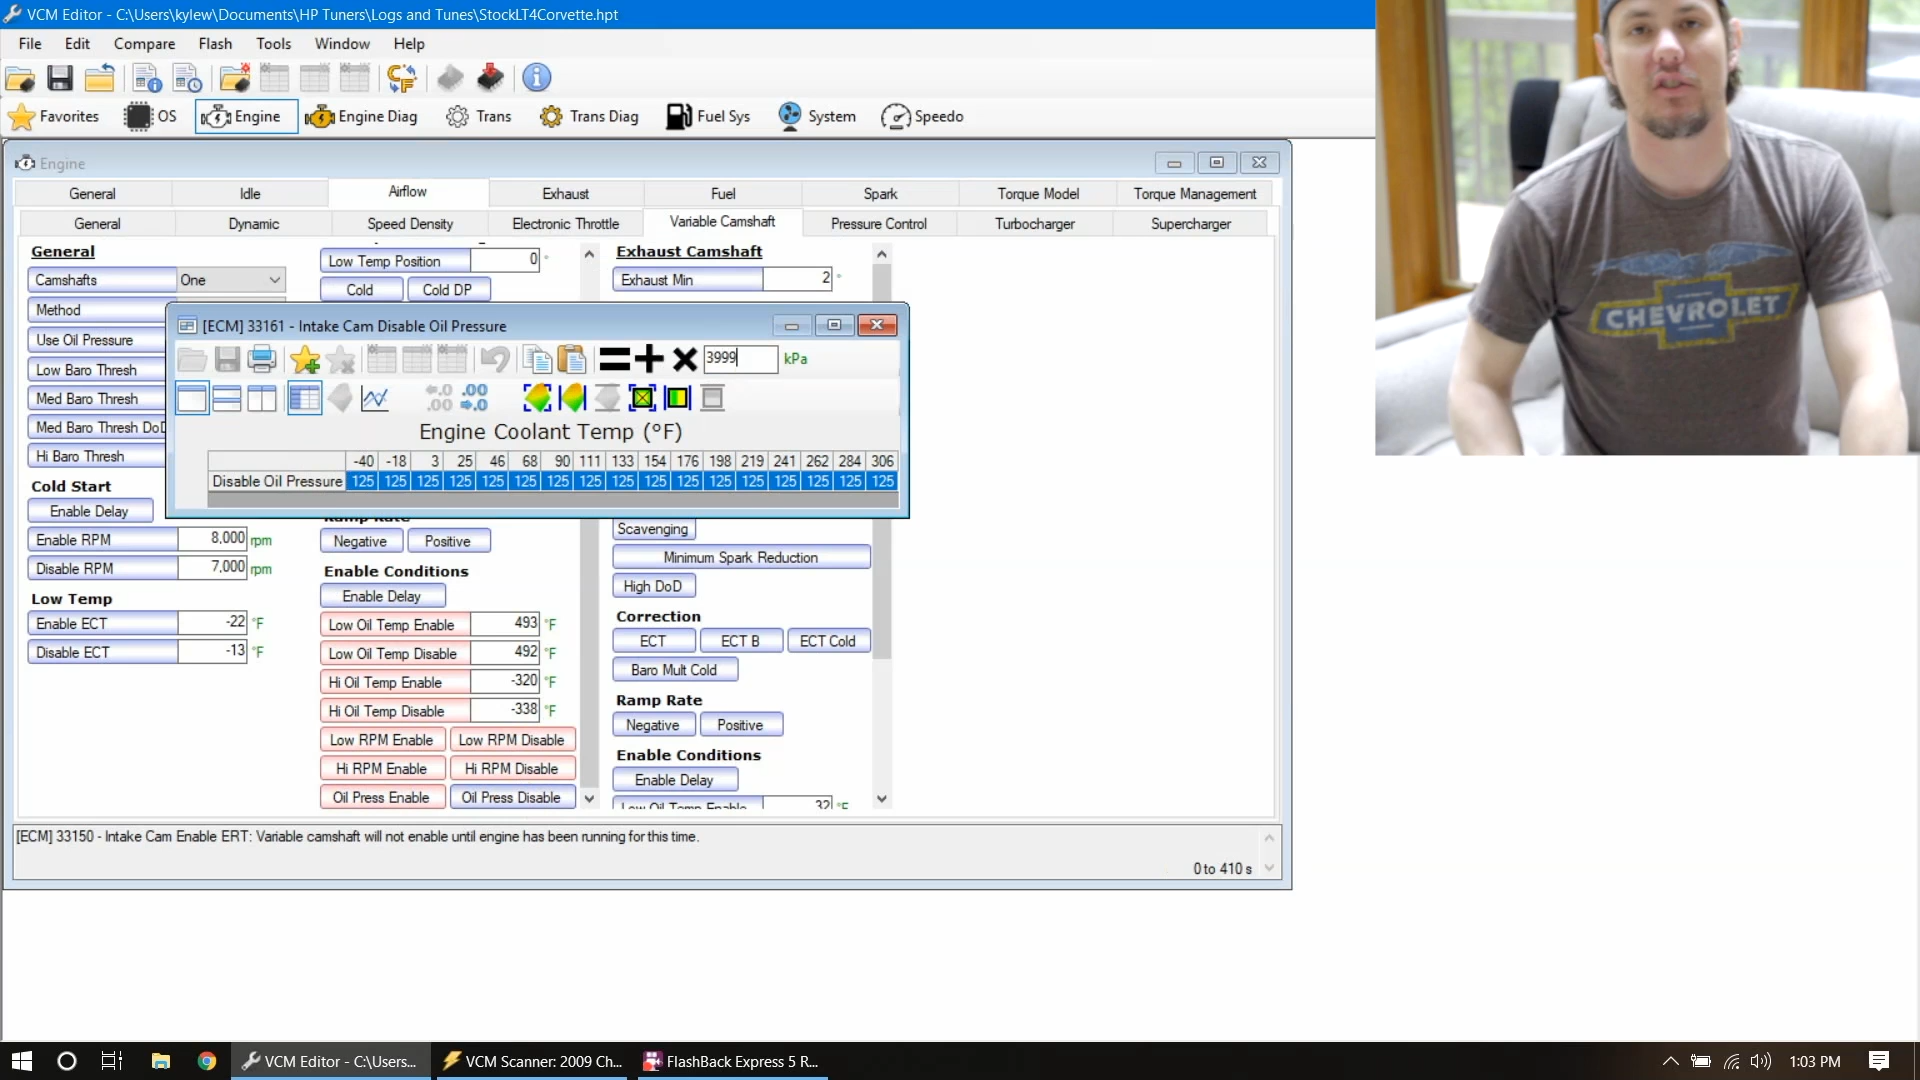 VCM Editor - C:\Users\kylew\Documents\HP Tuners\Logs and Tunes\StockLT4Corvette.hpt
File Edit Compare Flash Tools Window Help
Favorites OS Engine Engine Diag Trans Trans Diag Fuel Sys System Speedo
Engine
General Idle Airflow Exhaust Fuel Spark Torque Model Torque Management
General Dynamic Speed Density Electronic Throttle Variable Camshaft Pressure Control Turbocharger Supercharger
General
Camshafts One
Method
Use Oil Pressure
Low Baro Thresh
Med Baro Thresh
Med Baro Thresh DoD
Hi Baro Thresh
Cold Start
Enable Delay
Enable RPM 8,000 rpm
Disable RPM 7,000 rpm
Low Temp
Enable ECT -22 °F
Disable ECT -13 °F
Low Temp Position 0 °
Cold Cold DP
[ECM] 33161 - Intake Cam Disable Oil Pressure
3999 kPa
Engine Coolant Temp (°F)
-40 -18 3 25 46 68 90 111 133 154 176 198 219 241 262 284 306
Disable Oil Pressure 125 125 125 125 125 125 125 125 125 125 125 125 125 125 125 125 125
Ramp Rate
Negative Positive
Enable Conditions
Enable Delay
Low Oil Temp Enable 493 °F
Low Oil Temp Disable 492 °F
Hi Oil Temp Enable -320 °F
Hi Oil Temp Disable -338 °F
Low RPM Enable Low RPM Disable
Hi RPM Enable Hi RPM Disable
Oil Press Enable Oil Press Disable
Exhaust Camshaft
Exhaust Min 2 °
Scavenging
Minimum Spark Reduction
High DoD
Correction
ECT ECT B ECT Cold
Baro Mult Cold
Ramp Rate
Negative Positive
Enable Conditions
Enable Delay
Low Oil Temp Enable 32 °F
[ECM] 33150 - Intake Cam Enable ERT: Variable camshaft will not enable until engine has been running for this time.
0 to 410 s
CHEVROLET
VCM Editor - C:\Users... VCM Scanner: 2009 Ch... FlashBack Express 5 R... 1:03 PM